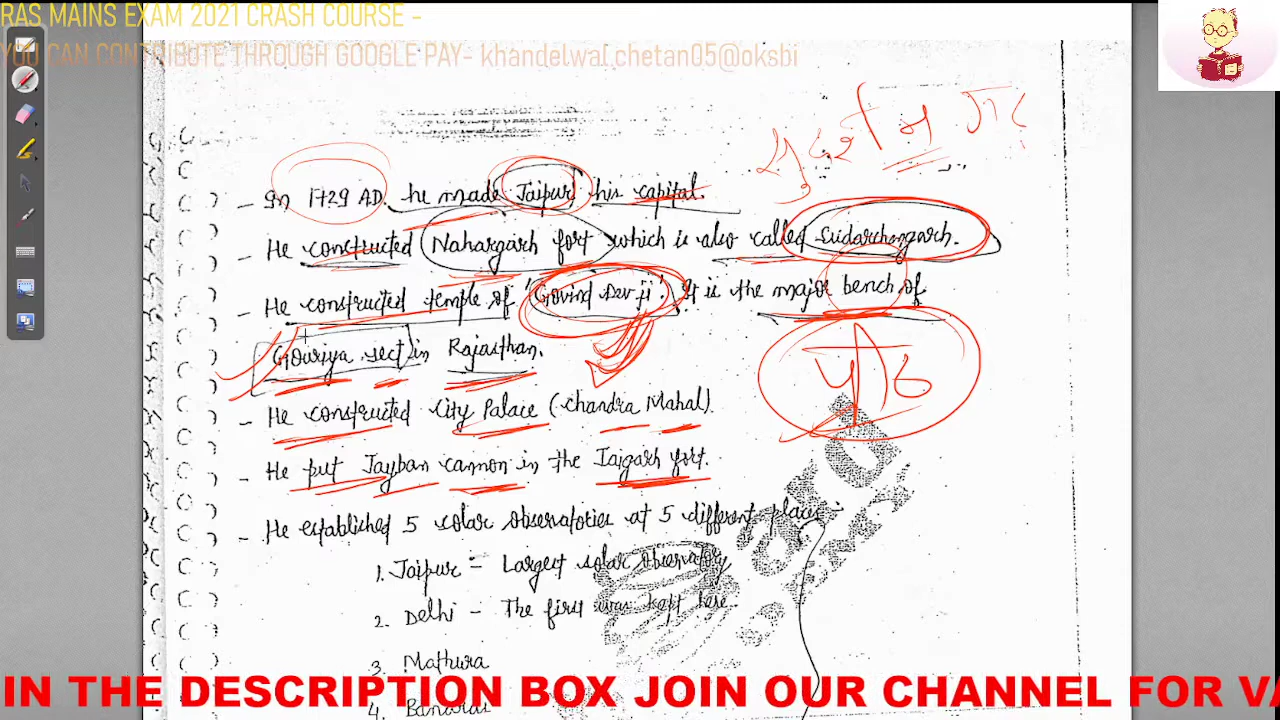 RAS MAINS EXAM 2021 CRASH COURSE -
YOU CAN CONTRIBUTE THROUGH GOOGLE PAY- khandelwal.chetan05@oksbi
- In 1729 AD. he made Jaipur his capital.
- He constructed Nahargarh fort which is also called Sudarshangarh.
- He constructed temple of 'Govind Dev ji'. It is the major bench of
Gouriya sect in Rajasthan.
- He constructed City Palace (Chandra Mahal).
- He put Jayban cannon in the Jaigarh fort.
- He established 5 solar observatories at 5 different places :-
1. Jaipur - Largest solar observatory
2. Delhi - The first was kept here.
3. Mathura
4. Banaras
IN THE DESCRIPTION BOX JOIN OUR CHANNEL FOR VA